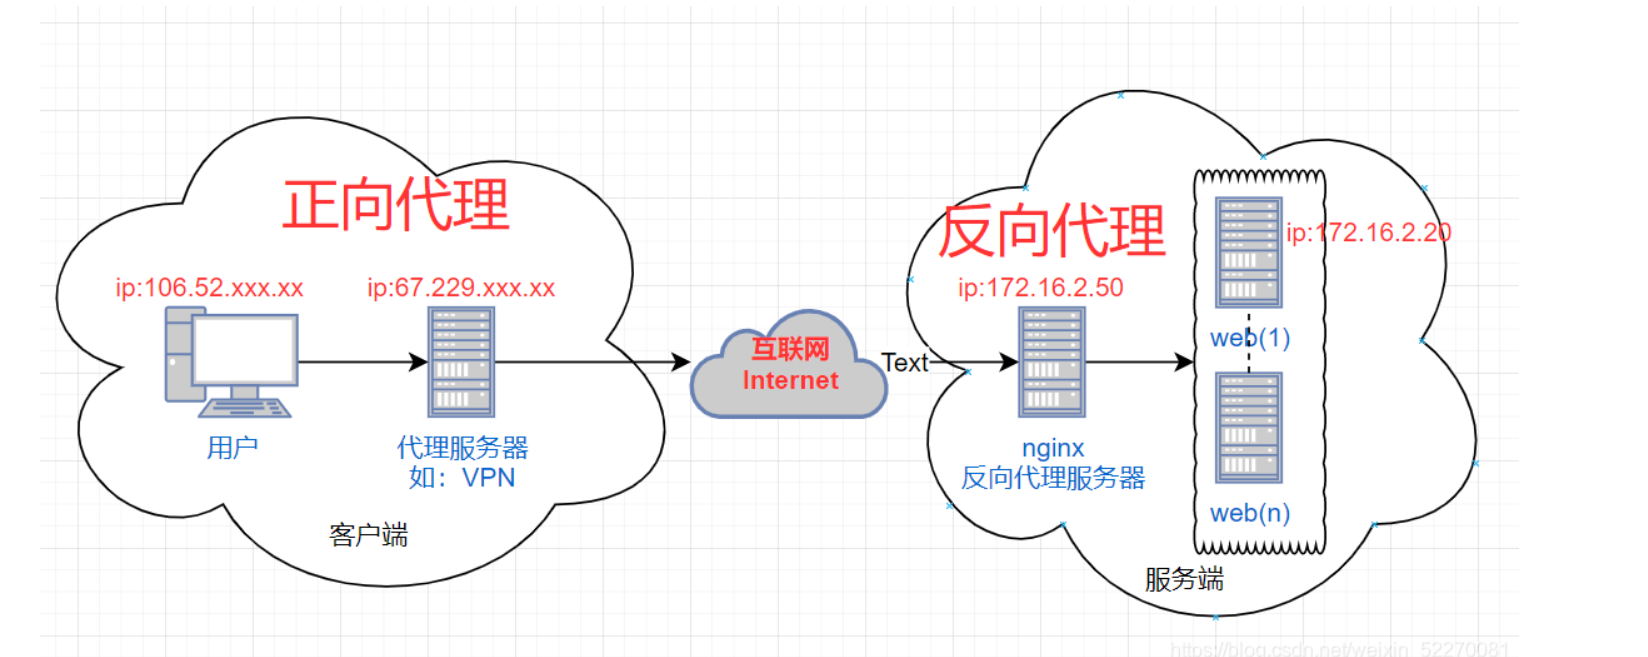 正向代理
ip:106.52.xxx.xx
ip:67.229.xxx.xx
用户
代理服务器
如：VPN
客户端
互联网
Internet
Text
反向代理
ip:172.16.2.50
nginx
反向代理服务器
ip:172.16.2.20
web(1)
web(n)
服务端
https://blog.csdn.net/weixin_52270081